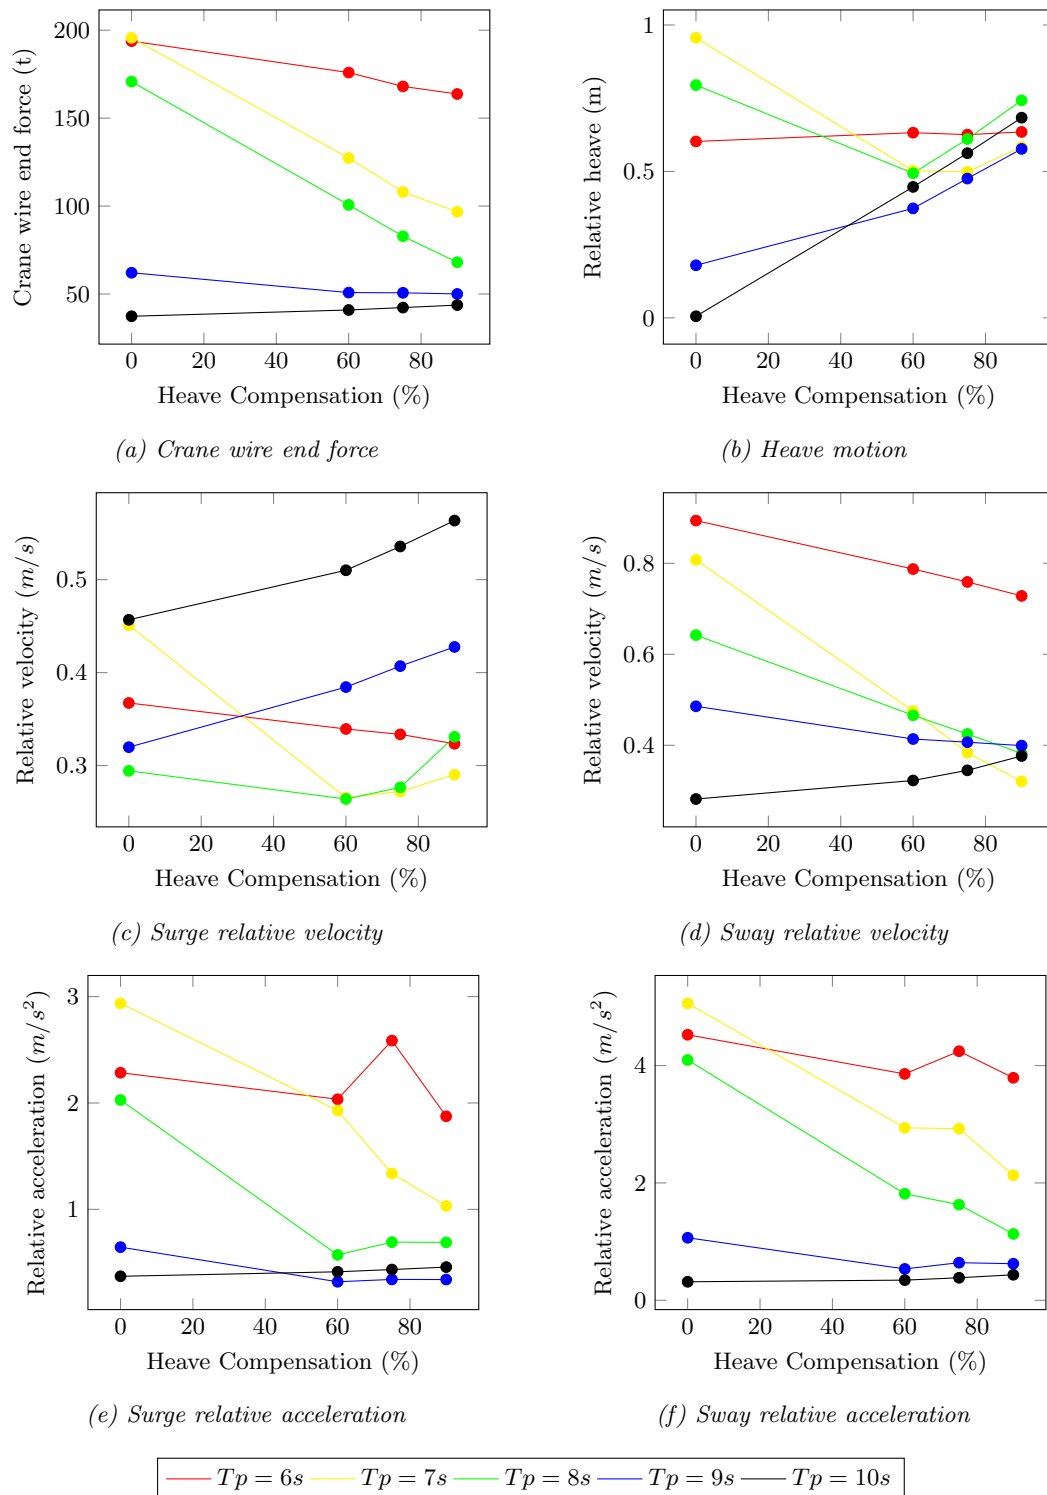 200
150
100
50
Crane wire end force (t)
0 20 40 60 80
Heave Compensation (%)
(a) Crane wire end force
1
0.5
0
Relative heave (m)
0 20 40 60 80
Heave Compensation (%)
(b) Heave motion
0.5
0.4
0.3
Relative velocity (m/s)
0 20 40 60 80
Heave Compensation (%)
(c) Surge relative velocity
0.8
0.6
0.4
Relative velocity (m/s)
0 20 40 60 80
Heave Compensation (%)
(d) Sway relative velocity
3
2
1
Relative acceleration (m/s²)
0 20 40 60 80
Heave Compensation (%)
(e) Surge relative acceleration
4
2
0
Relative acceleration (m/s²)
0 20 40 60 80
Heave Compensation (%)
(f) Sway relative acceleration
Tp = 6s Tp = 7s Tp = 8s Tp = 9s Tp = 10s